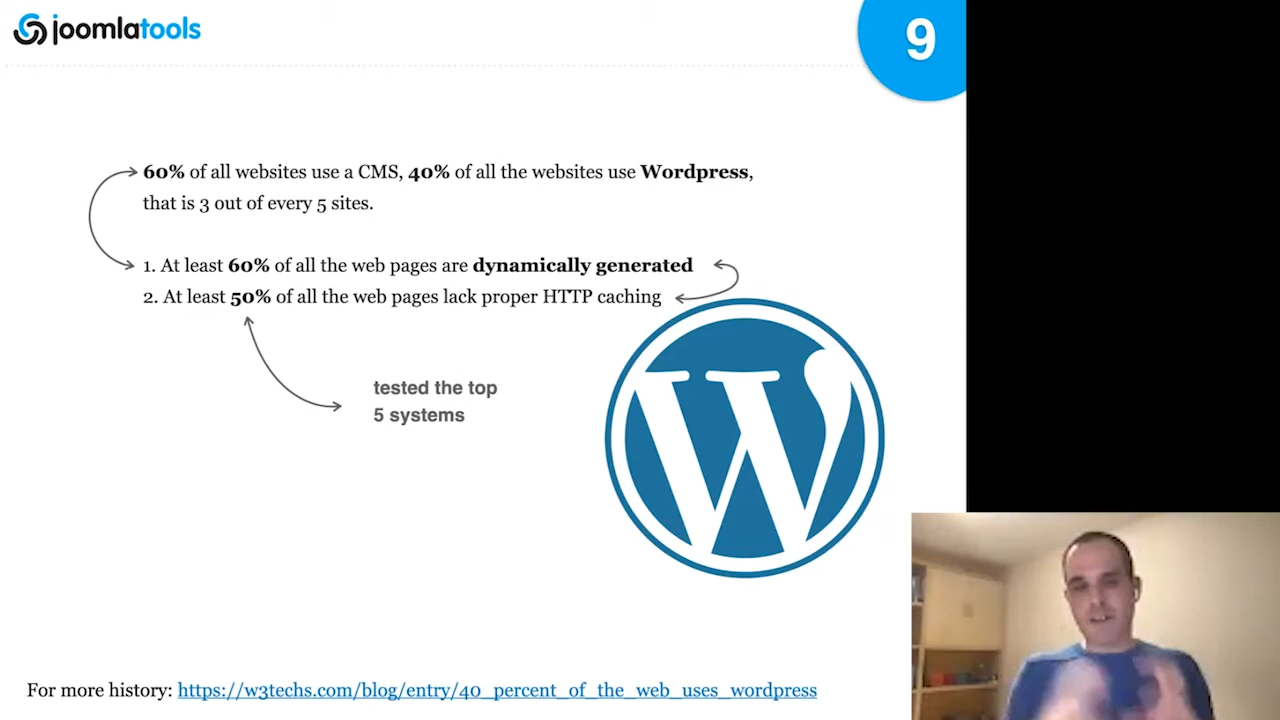 joomlatools
9
60% of all websites use a CMS, 40% of all the websites use Wordpress,
that is 3 out of every 5 sites.
1. At least 60% of all the web pages are dynamically generated
2. At least 50% of all the web pages lack proper HTTP caching
tested the top
5 systems
For more history: https://w3techs.com/blog/entry/40_percent_of_the_web_uses_wordpress